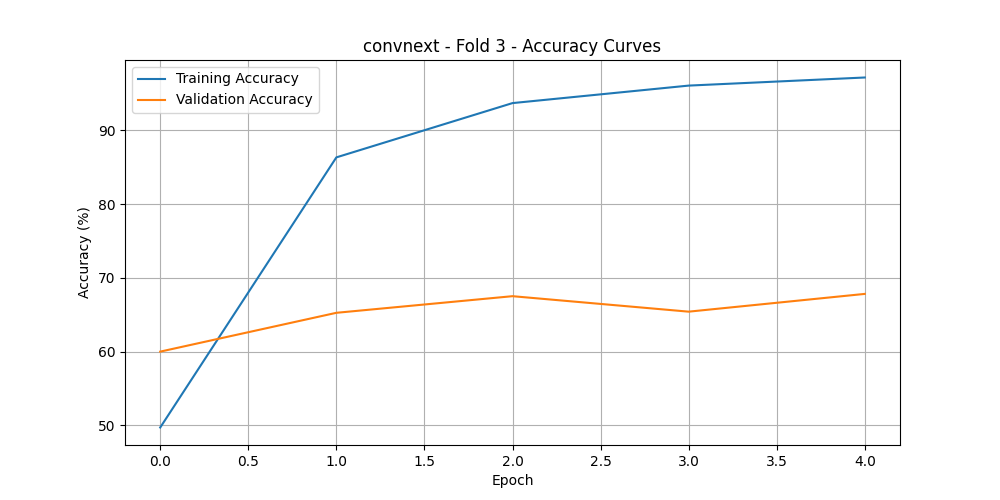 convnext - Fold 3 - Accuracy Curves
Training Accuracy
Validation Accuracy
Accuracy (%)
90
80
70
60
50
0.0 0.5 1.0 1.5 2.0 2.5 3.0 3.5 4.0
Epoch